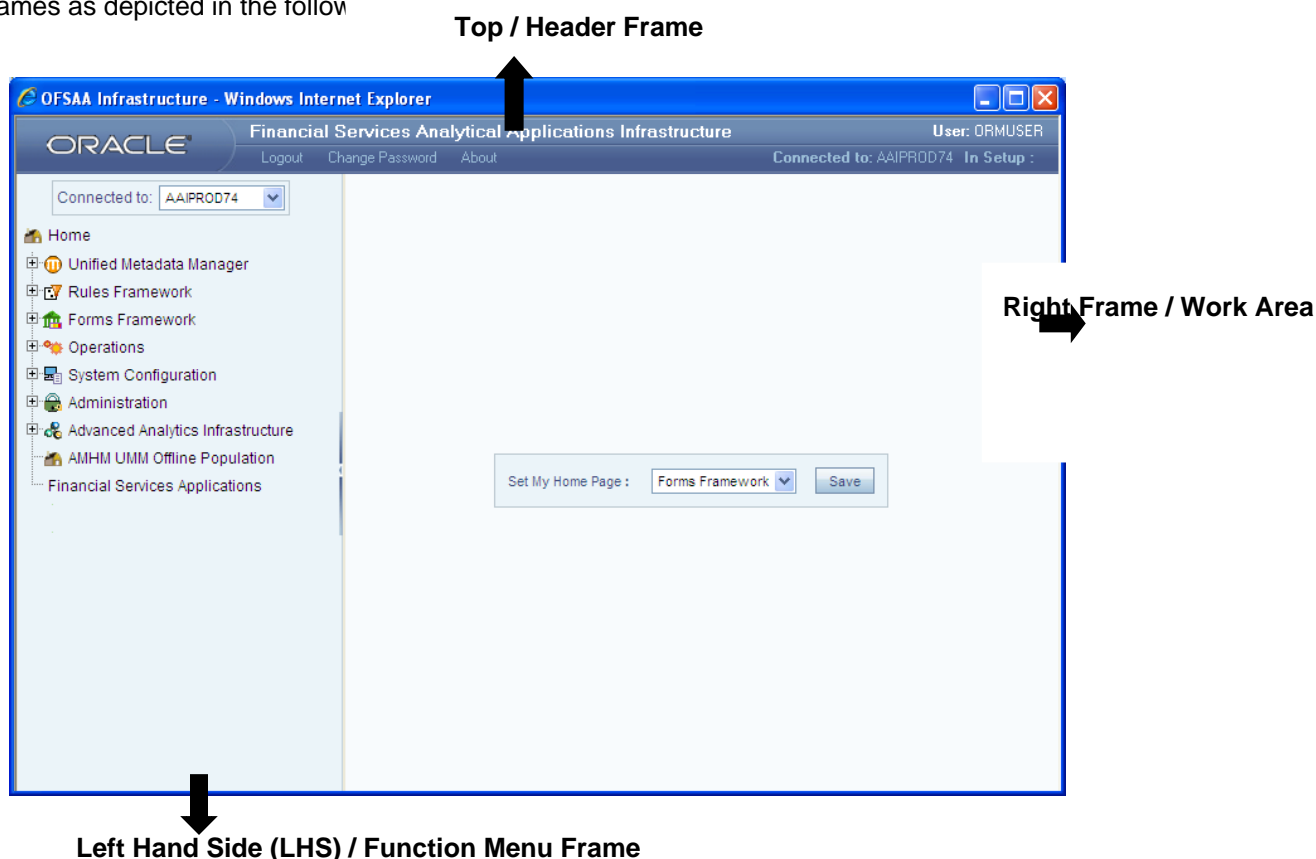 ames as depicted in the follow
Top / Header Frame
OFSAA Infrastructure - Windows Internet Explorer
ORACLE
Financial Services Analytical Applications Infrastructure
User: ORMUSER
Logout Change Password About
Connected to: AAIPROD74 In Setup :
Connected to: AAIPROD74
Home
Unified Metadata Manager
Rules Framework
Forms Framework
Operations
System Configuration
Administration
Advanced Analytics Infrastructure
AMHM UMM Offline Population
Financial Services Applications
Set My Home Page : Forms Framework Save
Right Frame / Work Area
Left Hand Side (LHS) / Function Menu Frame